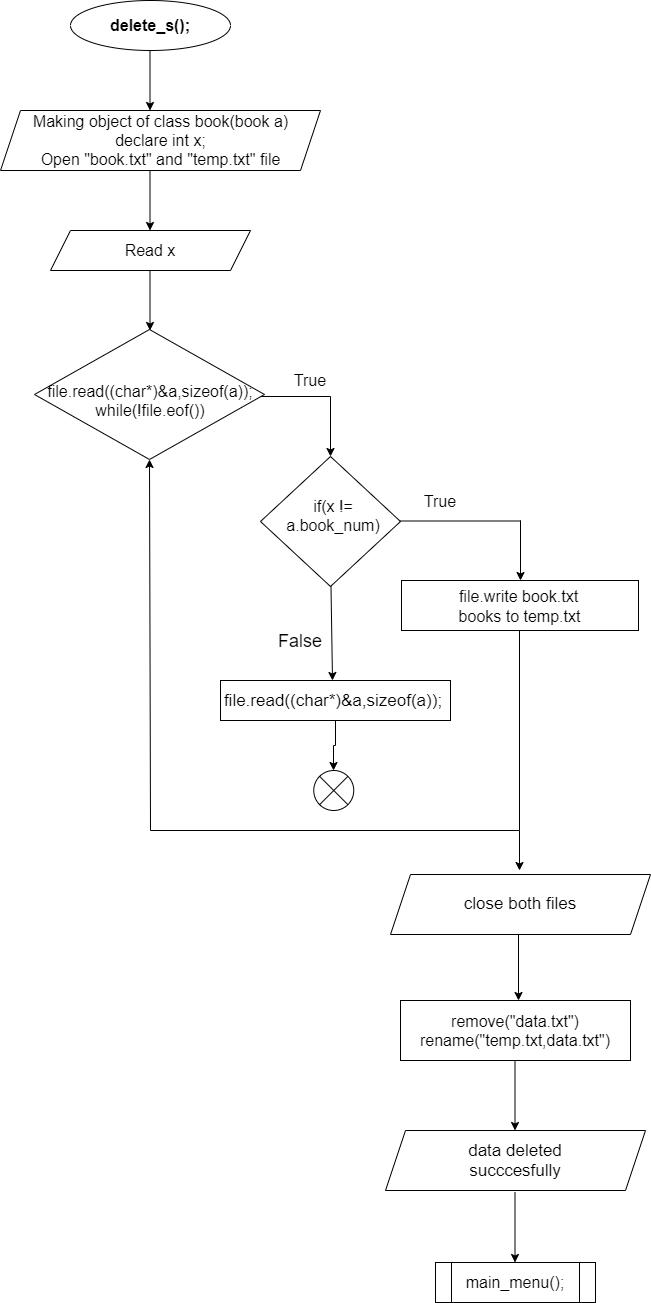 delete_s();
Making object of class book(book a)
declare int x;
Open "book.txt" and "temp.txt" file
Read x
file.read((char*)&a,sizeof(a));
while(!file.eof())
True
if(x !=
a.book_num)
True
file.write book.txt
books to temp.txt
False
file.read((char*)&a,sizeof(a));
close both files
remove("data.txt")
rename("temp.txt,data.txt")
data deleted
succcesfully
main_menu();